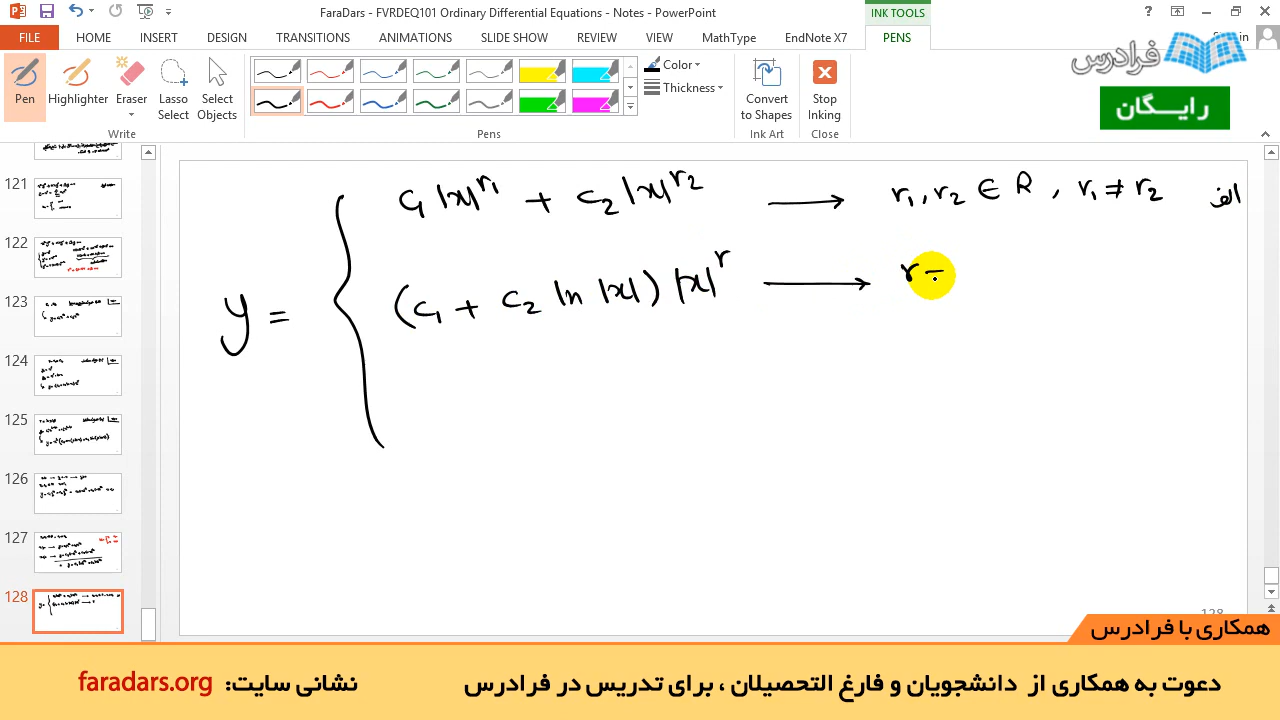 FaraDars - FVRDEQ101 Ordinary Differential Equations - Notes - PowerPoint
INK TOOLS
FILE HOME INSERT DESIGN TRANSITIONS ANIMATIONS SLIDE SHOW REVIEW VIEW MathType EndNote X7 PENS
فرادرس
رایـگان
Pen Highlighter Eraser Lasso Select Select Objects
Color
Thickness
Convert to Shapes
Stop Inking
Write Pens Ink Art Close
c₁ |x|^r₁ + c₂ |x|^r₂ → r₁, r₂ ∈ R, r₁ ≠ r₂ الف
y = { (c₁ + c₂ ln |x|) |x|^r → r =
121
122
123
124
125
126
127
128
همکاری با فرادرس
دعوت به همکاری از دانشجویان و فارغ التحصیلان ، برای تدریس در فرادرس
نشانی سایت: faradars.org